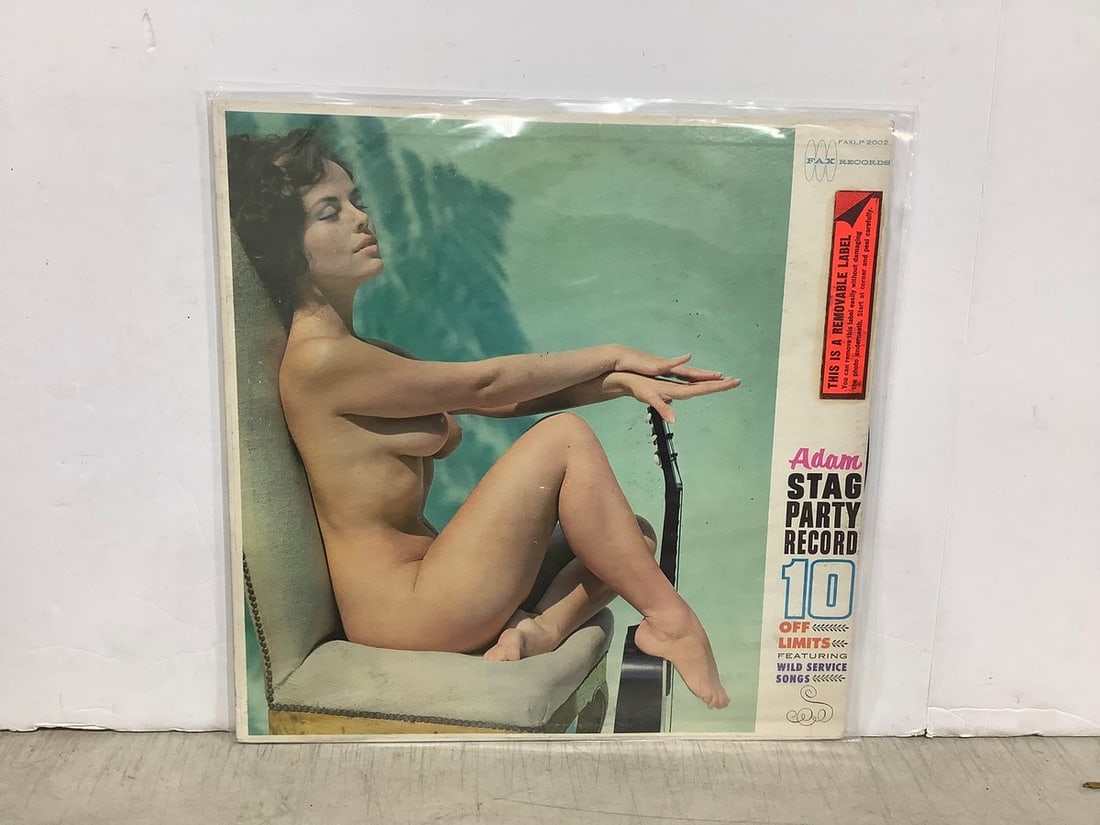 FAXLP 2002
FAX RECORDS
THIS IS A REMOVABLE LABEL
You can remove this label easily without damaging
the photo underneath. Start at corner and peel carefully.
Adam
STAG
PARTY
RECORD
10
OFF
LIMITS
FEATURING
WILD SERVICE
SONGS